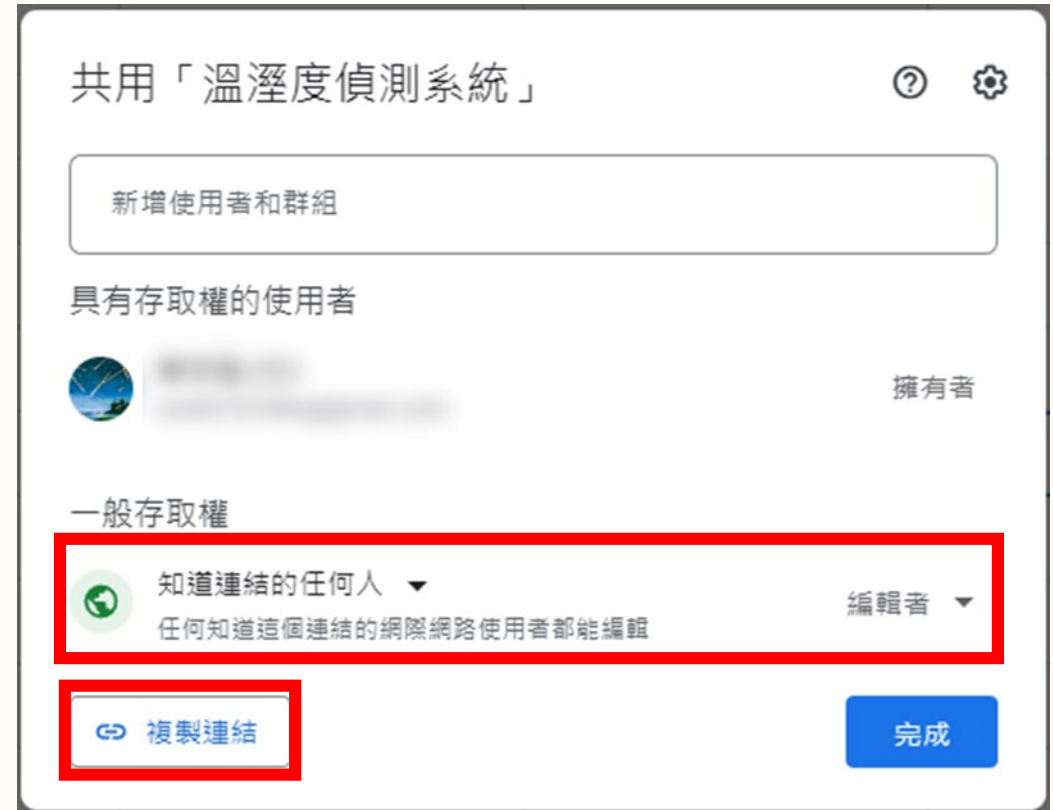 共用「溫溼度偵測系統」
新增使用者和群組
具有存取權的使用者
擁有者
一般存取權
知道連結的任何人
編輯者
任何知道這個連結的網際網路使用者都能編輯
複製連結
完成